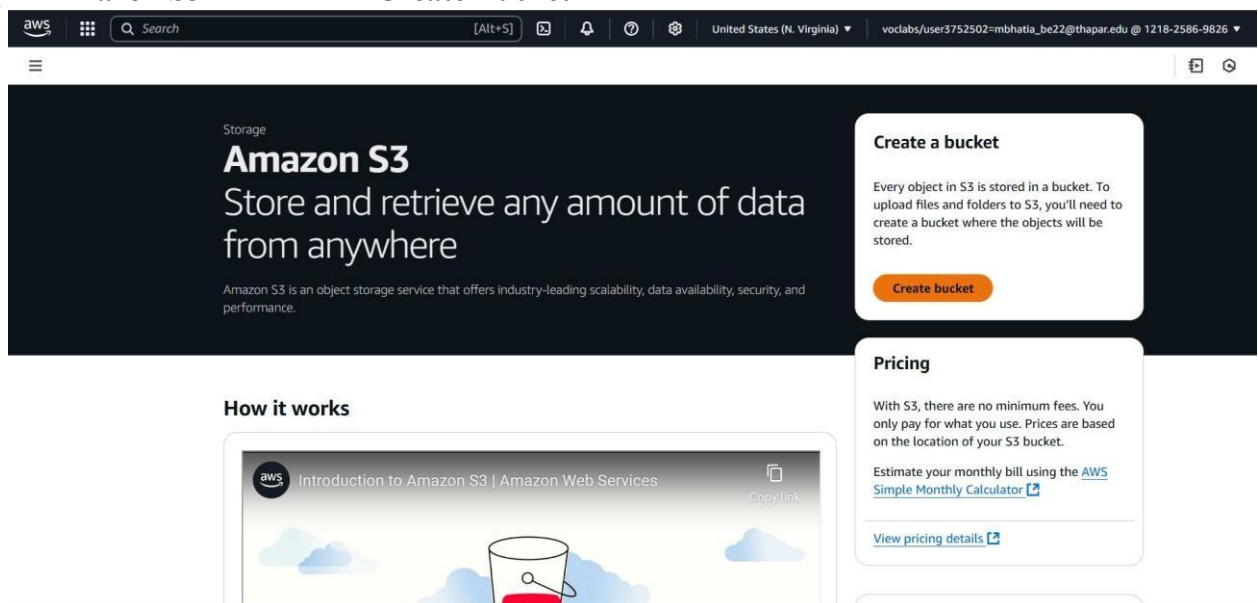 aws
Search
[Alt+S]
United States (N. Virginia)
voclabs/user3752502=mbhatia_be22@thapar.edu @ 1218-2586-9826
Storage
Amazon S3
Store and retrieve any amount of data
from anywhere
Amazon S3 is an object storage service that offers industry-leading scalability, data availability, security, and
performance.
Create a bucket
Every object in S3 is stored in a bucket. To
upload files and folders to S3, you'll need to
create a bucket where the objects will be
stored.
Create bucket
Pricing
With S3, there are no minimum fees. You
only pay for what you use. Prices are based
on the location of your S3 bucket.
Estimate your monthly bill using the AWS
Simple Monthly Calculator
View pricing details
How it works
aws
Introduction to Amazon S3 | Amazon Web Services
Copy link